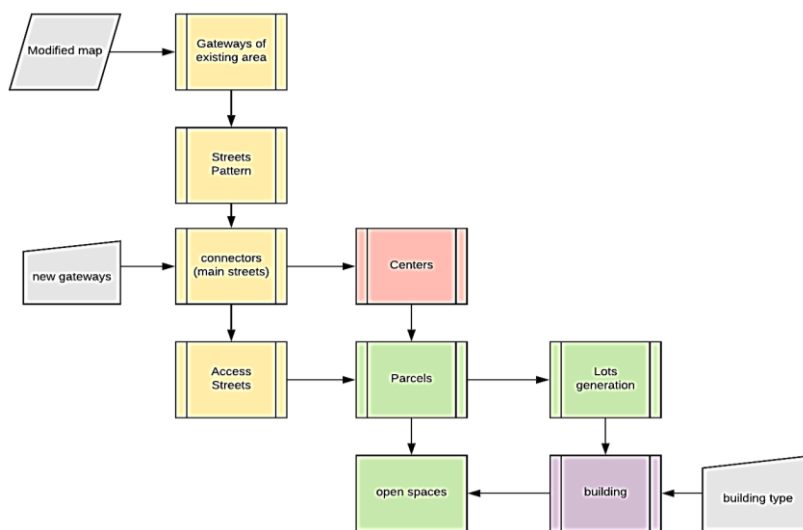 Modified map
Gateways of
existing area
Streets
Pattern
new gateways
connectors
(main streets)
Centers
Access
Streets
Parcels
Lots
generation
open spaces
building
building type